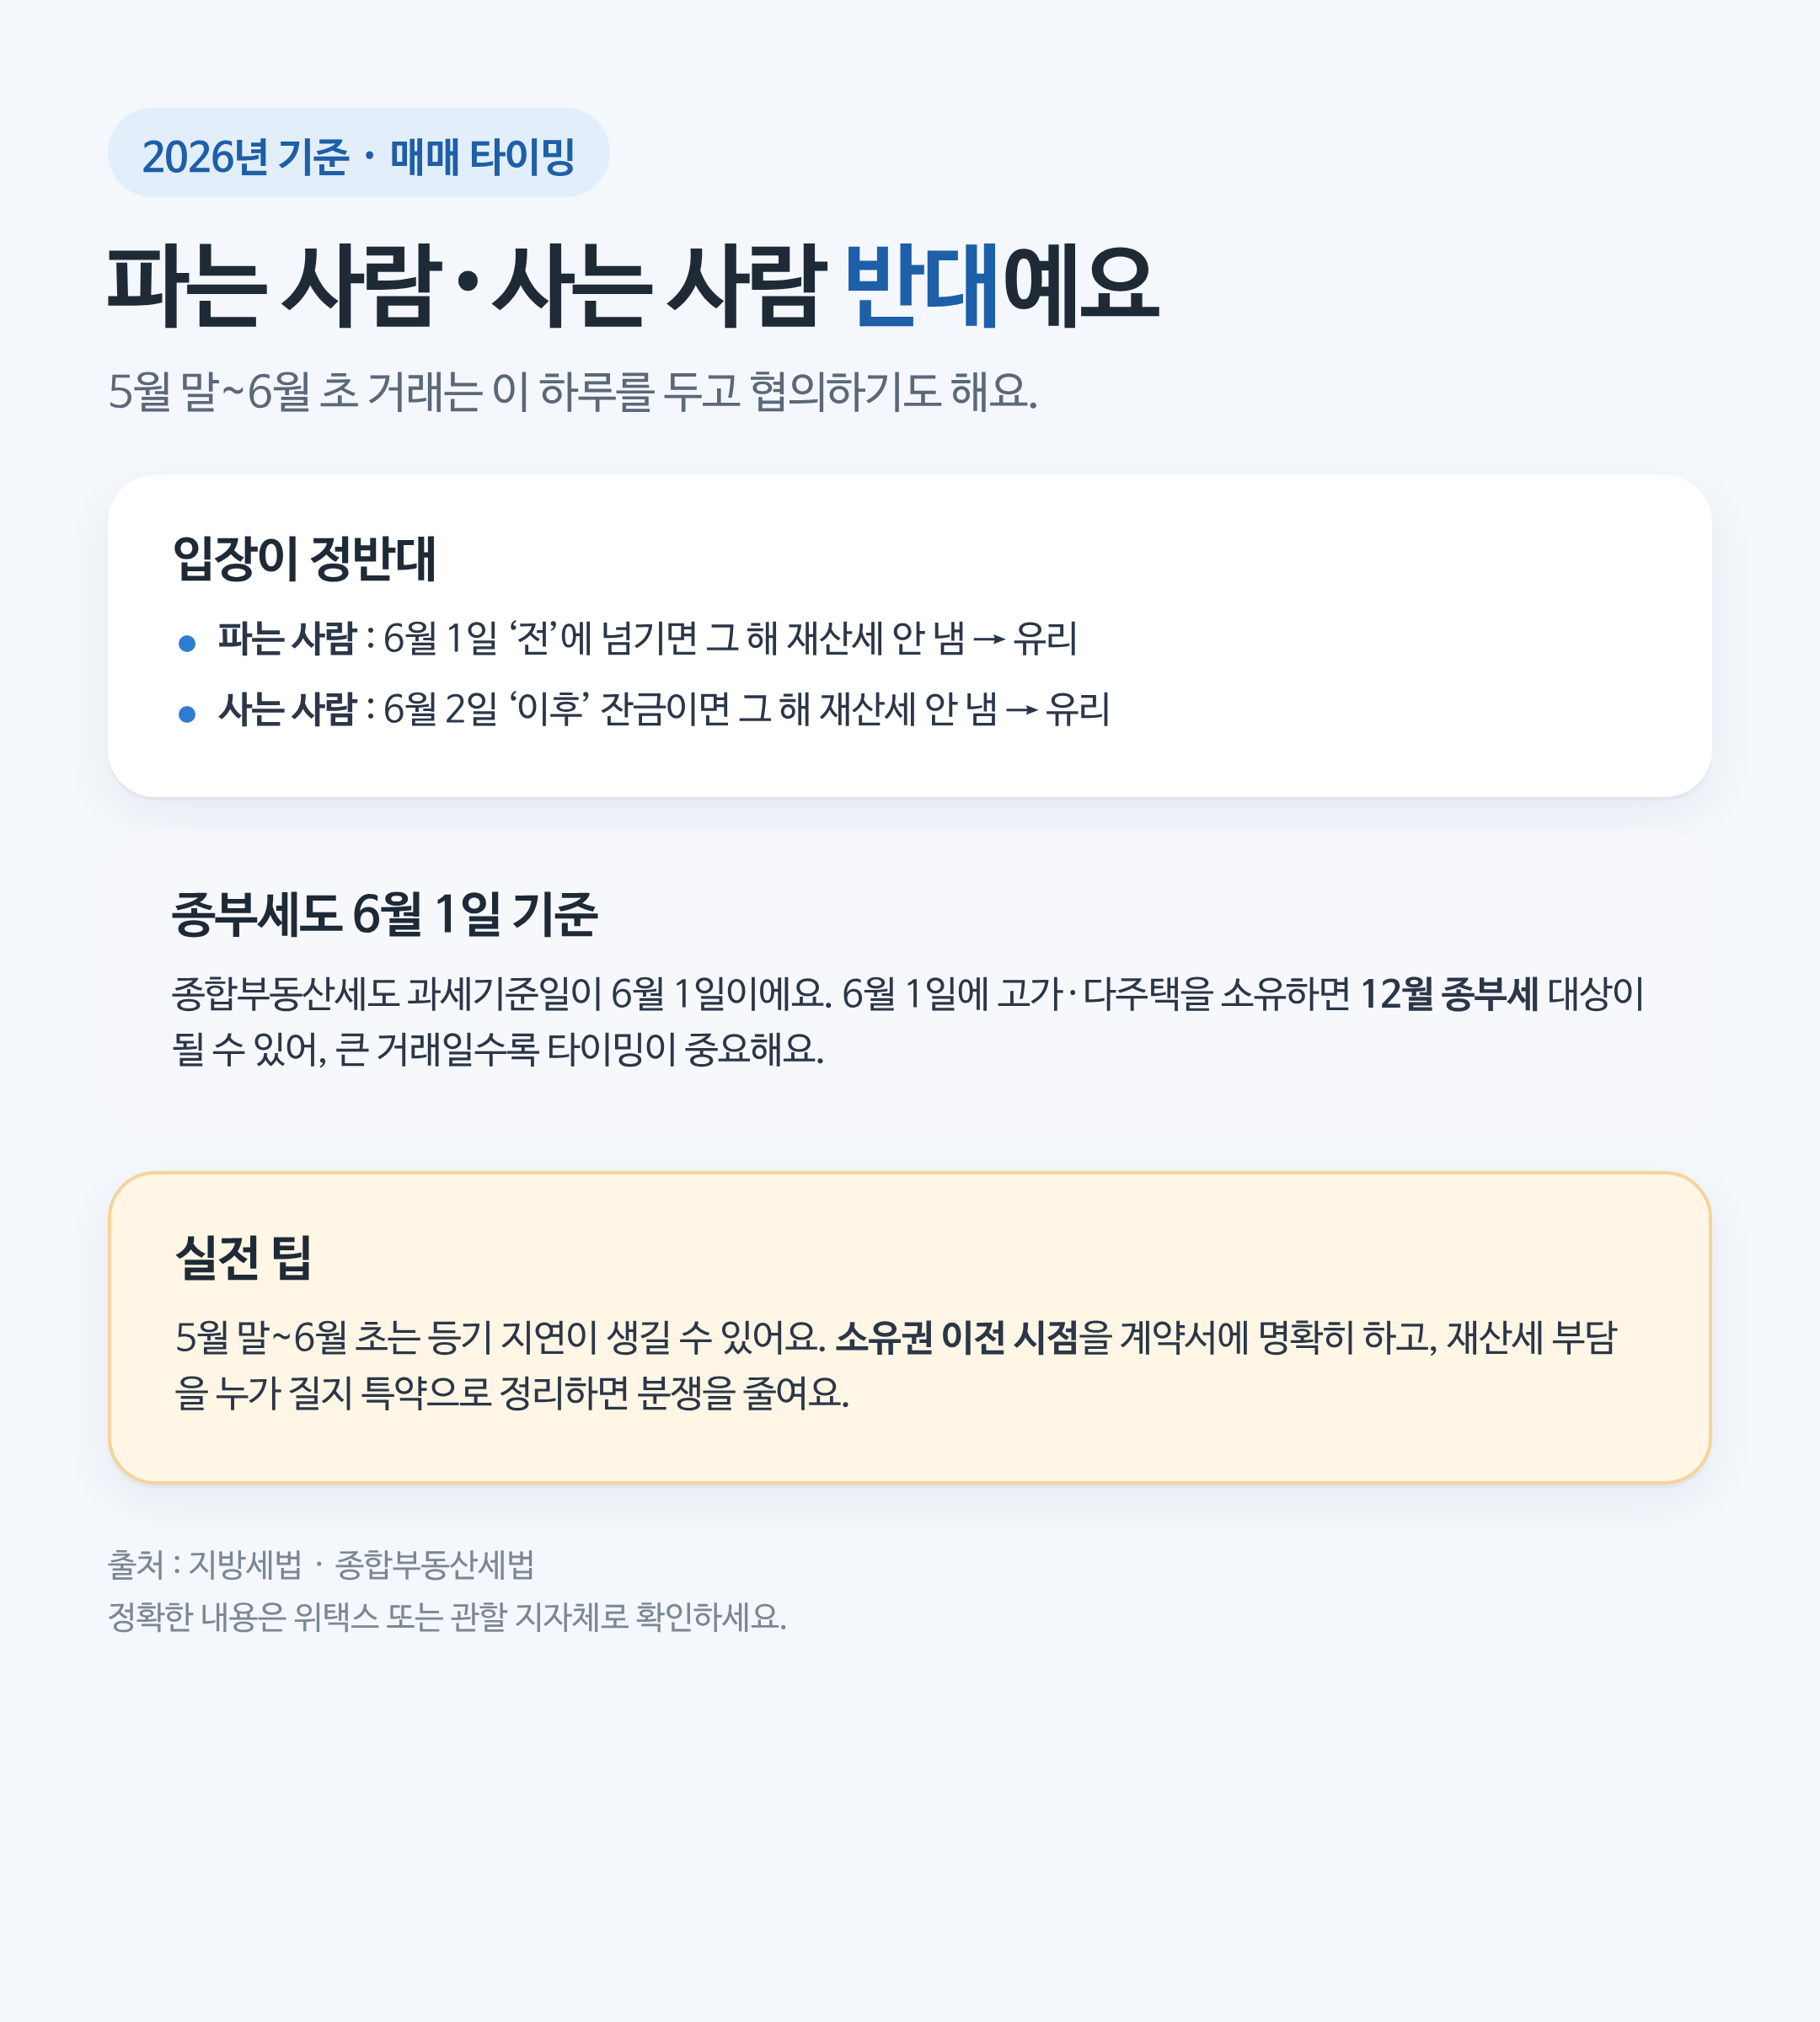 2026년 기준 · 매매 타이밍
파는 사람·사는 사람 반대예요
5월 말~6월 초 거래는 이 하루를 두고 협의하기도 해요.
입장이 정반대
• 파는 사람 : 6월 1일 ‘전’에 넘기면 그 해 재산세 안 냄 → 유리
• 사는 사람 : 6월 2일 ‘이후’ 잔금이면 그 해 재산세 안 냄 → 유리
종부세도 6월 1일 기준
종합부동산세도 과세기준일이 6월 1일이에요. 6월 1일에 고가·다주택을 소유하면 12월 종부세 대상이
될 수 있어, 큰 거래일수록 타이밍이 중요해요.
실전 팁
5월 말~6월 초는 등기 지연이 생길 수 있어요. 소유권 이전 시점을 계약서에 명확히 하고, 재산세 부담
을 누가 질지 특약으로 정리하면 분쟁을 줄여요.
출처 : 지방세법 · 종합부동산세법
정확한 내용은 위택스 또는 관할 지자체로 확인하세요.